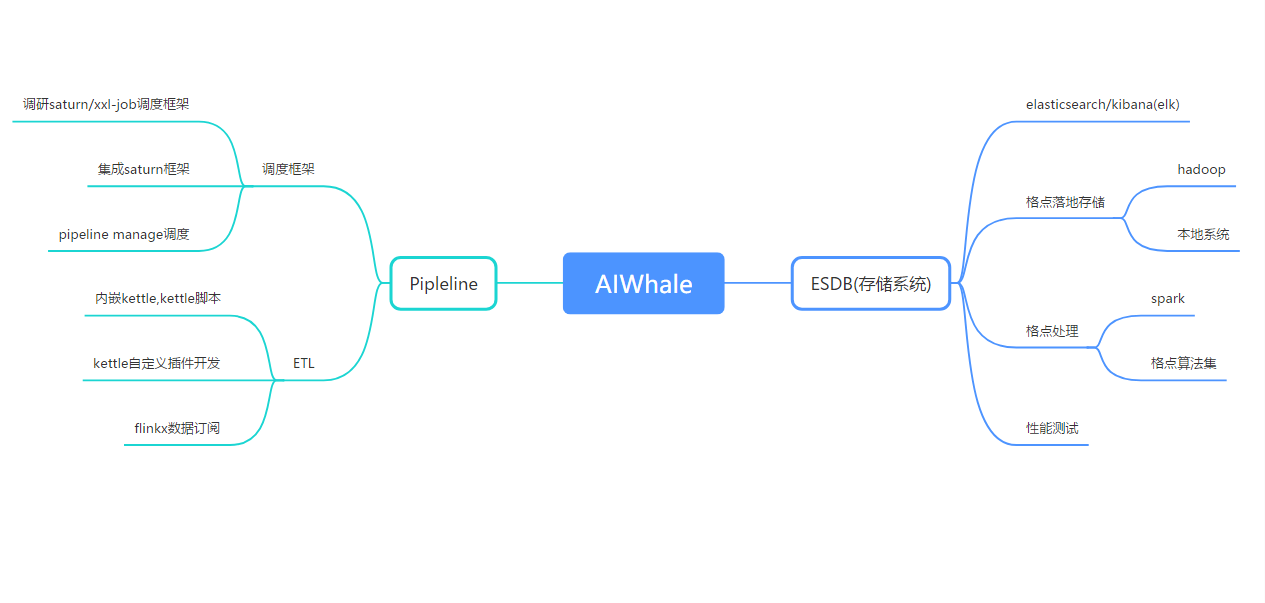 调研saturn/xxl-job调度框架
集成saturn框架
pipeline manage调度
调度框架
内嵌kettle,kettle脚本
kettle自定义插件开发
flinkx数据订阅
ETL
Pipleline
AIWhale
ESDB(存储系统)
elasticsearch/kibana(elk)
格点落地存储
hadoop
本地系统
格点处理
spark
格点算法集
性能测试